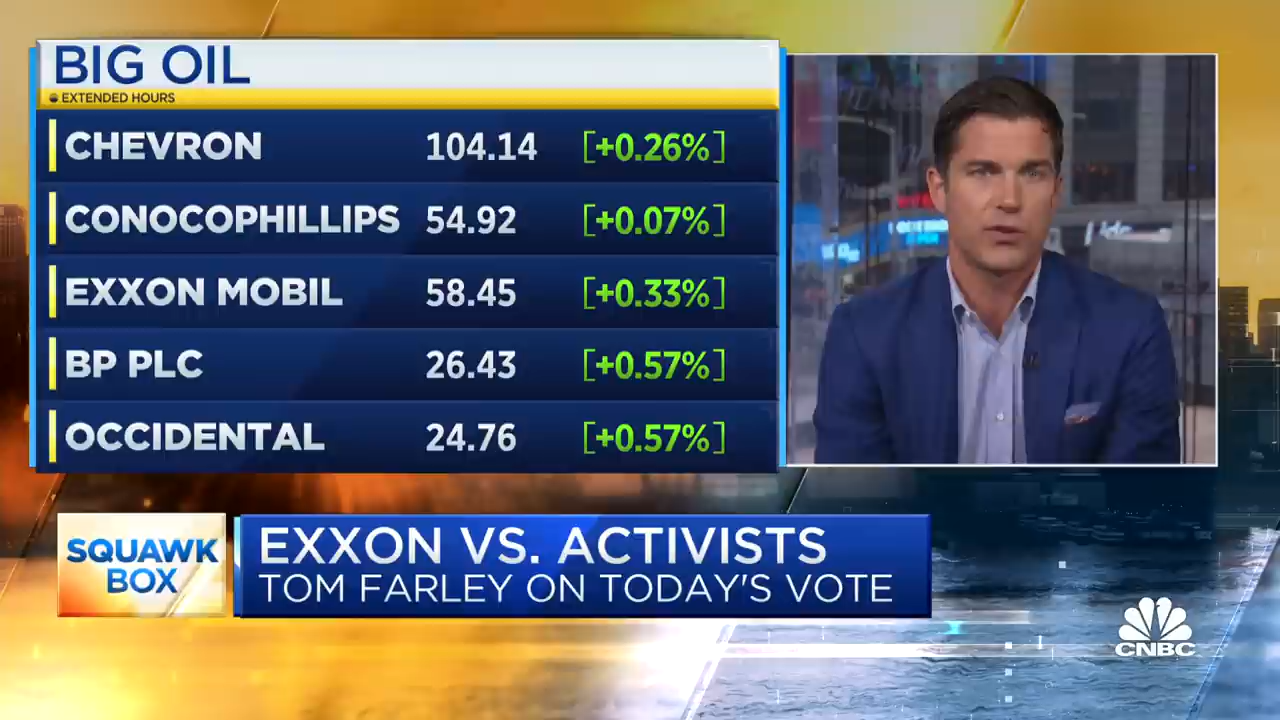 BIG OIL
EXTENDED HOURS
CHEVRON 104.14 [+0.26%]
CONOCOPHILLIPS 54.92 [+0.07%]
EXXON MOBIL 58.45 [+0.33%]
BP PLC 26.43 [+0.57%]
OCCIDENTAL 24.76 [+0.57%]
SQUAWK
BOX
EXXON VS. ACTIVISTS
TOM FARLEY ON TODAY'S VOTE
CNBC